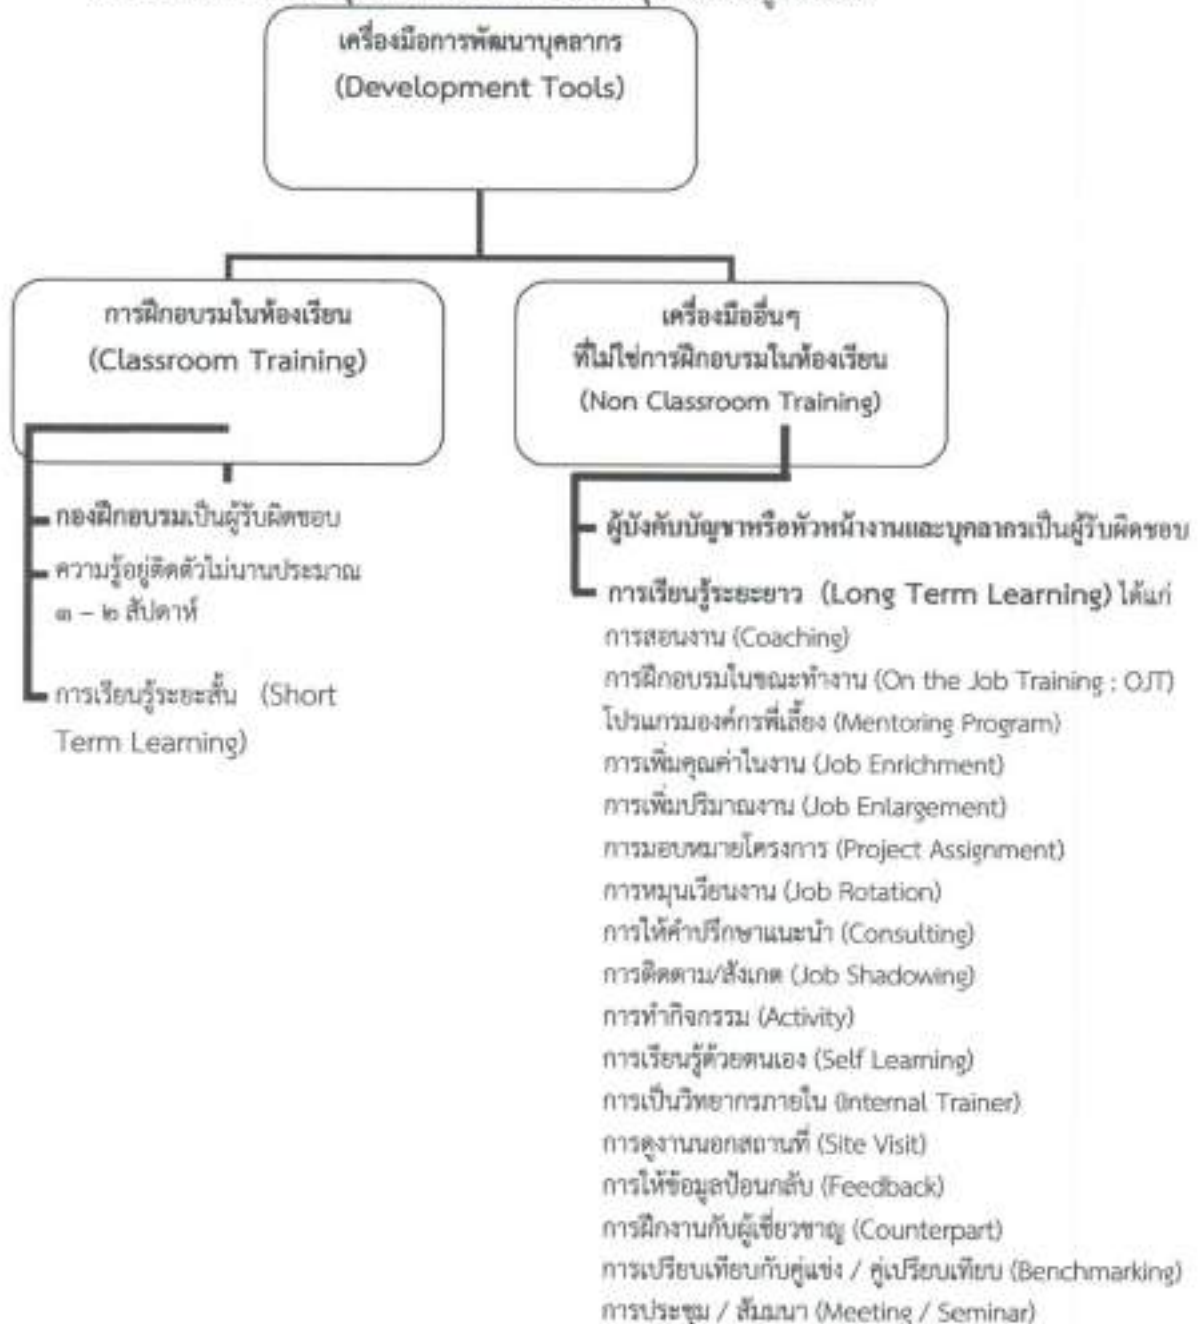 เครื่องมือการพัฒนาบุคลากร
(Development Tools)
การฝึกอบรมในห้องเรียน
(Classroom Training)
กองฝึกอบรมเป็นผู้รับผิดชอบ
ความรู้อยู่ติดตัวไม่นานประมาณ
๑ – ๒ สัปดาห์
การเรียนรู้ระยะสั้น (Short
Term Learning)
เครื่องมืออื่นๆ
ที่ไม่ใช่การฝึกอบรมในห้องเรียน
(Non Classroom Training)
ผู้บังคับบัญชาหรือหัวหน้างานและบุคลากรเป็นผู้รับผิดชอบ
การเรียนรู้ระยะยาว (Long Term Learning) ได้แก่
การสอนงาน (Coaching)
การฝึกอบรมในขณะทำงาน (On the Job Training : OJT)
โปรแกรมองค์กรพี่เลี้ยง (Mentoring Program)
การเพิ่มคุณค่าในงาน (Job Enrichment)
การเพิ่มปริมาณงาน (Job Enlargement)
การมอบหมายโครงการ (Project Assignment)
การหมุนเวียนงาน (Job Rotation)
การให้คำปรึกษาแนะนำ (Consulting)
การติดตาม/สังเกต (Job Shadowing)
การทำกิจกรรม (Activity)
การเรียนรู้ด้วยตนเอง (Self Learning)
การเป็นวิทยากรภายใน (Internal Trainer)
การดูงานนอกสถานที่ (Site Visit)
การให้ข้อมูลป้อนกลับ (Feedback)
การฝึกงานกับผู้เชี่ยวชาญ (Counterpart)
การเปรียบเทียบกับคู่แข่ง / คู่เปรียบเทียบ (Benchmarking)
การประชุม / สัมมนา (Meeting / Seminar)